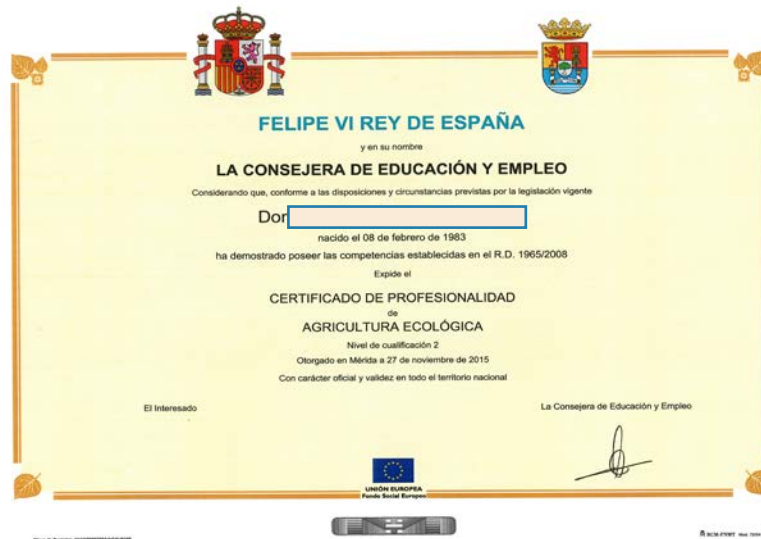 FELIPE VI REY DE ESPAÑA
y en su nombre
LA CONSEJERA DE EDUCACIÓN Y EMPLEO
Considerando que, conforme a las disposiciones y circunstancias previstas por la legislación vigente
Don
nacido el 08 de febrero de 1983
ha demostrado poseer las competencias establecidas en el R.D. 1965/2008
Expide el
CERTIFICADO DE PROFESIONALIDAD
de
AGRICULTURA ECOLÓGICA
Nivel de cualificación 2
Otorgado en Mérida a 27 de noviembre de 2015
Con carácter oficial y validez en todo el territorio nacional
El Interesado
La Consejera de Educación y Empleo
UNIÓN EUROPEA
Fondo Social Europeo